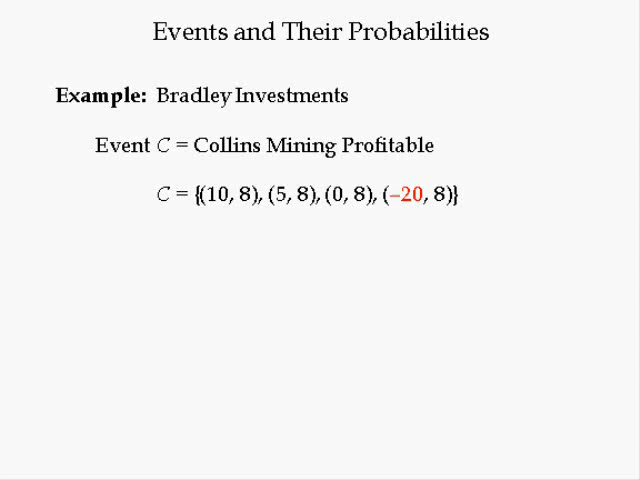 Events and Their Probabilities
Example: Bradley Investments
Event C = Collins Mining Profitable
C = {(10, 8), (5, 8), (0, 8), (−20, 8)}